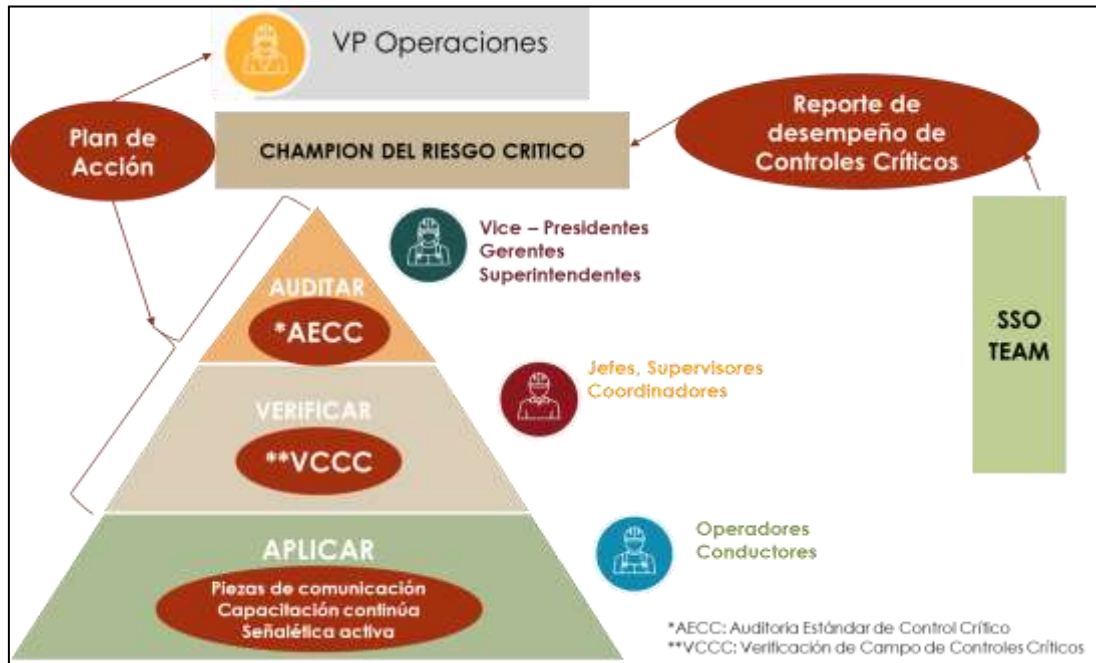 VP Operaciones
Plan de
Acción
CHAMPION DEL RIESGO CRITICO
Reporte de
desempeño de
Controles Críticos
Vice – Presidentes
Gerentes
Superintendentes
AUDITAR
*AECC
SSO
TEAM
Jefes, Supervisores
Coordinadores
VERIFICAR
**VCCC
Operadores
Conductores
APLICAR
Piezas de comunicación
Capacitación continúa
Señalética activa
*AECC: Auditoria Estándar de Control Crítico
**VCCC: Verificación de Campo de Controles Críticos